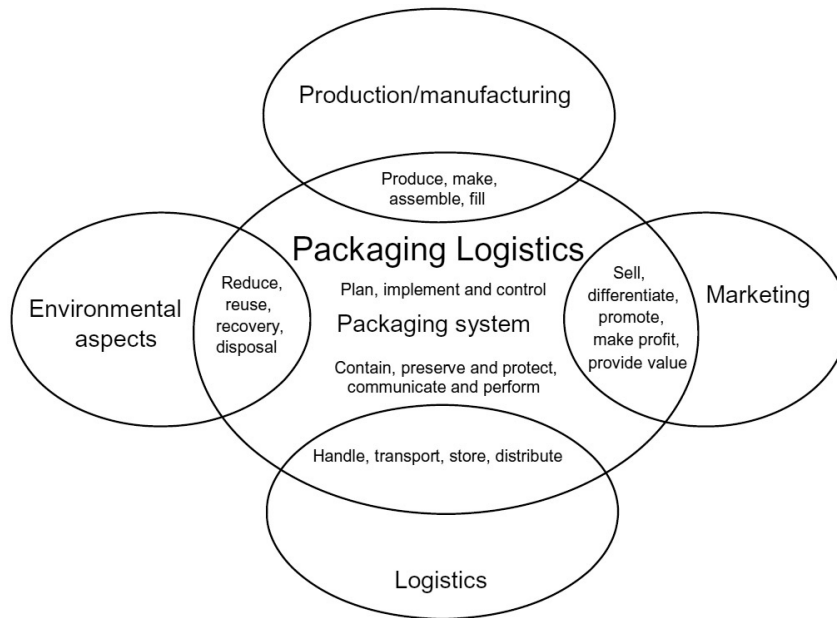 Production/manufacturing
Produce, make,
assemble, fill
Packaging Logistics
Plan, implement and control
Packaging system
Contain, preserve and protect,
communicate and perform
Environmental
aspects
Reduce,
reuse,
recovery,
disposal
Sell,
differentiate,
promote,
make profit,
provide value
Marketing
Handle, transport, store, distribute
Logistics